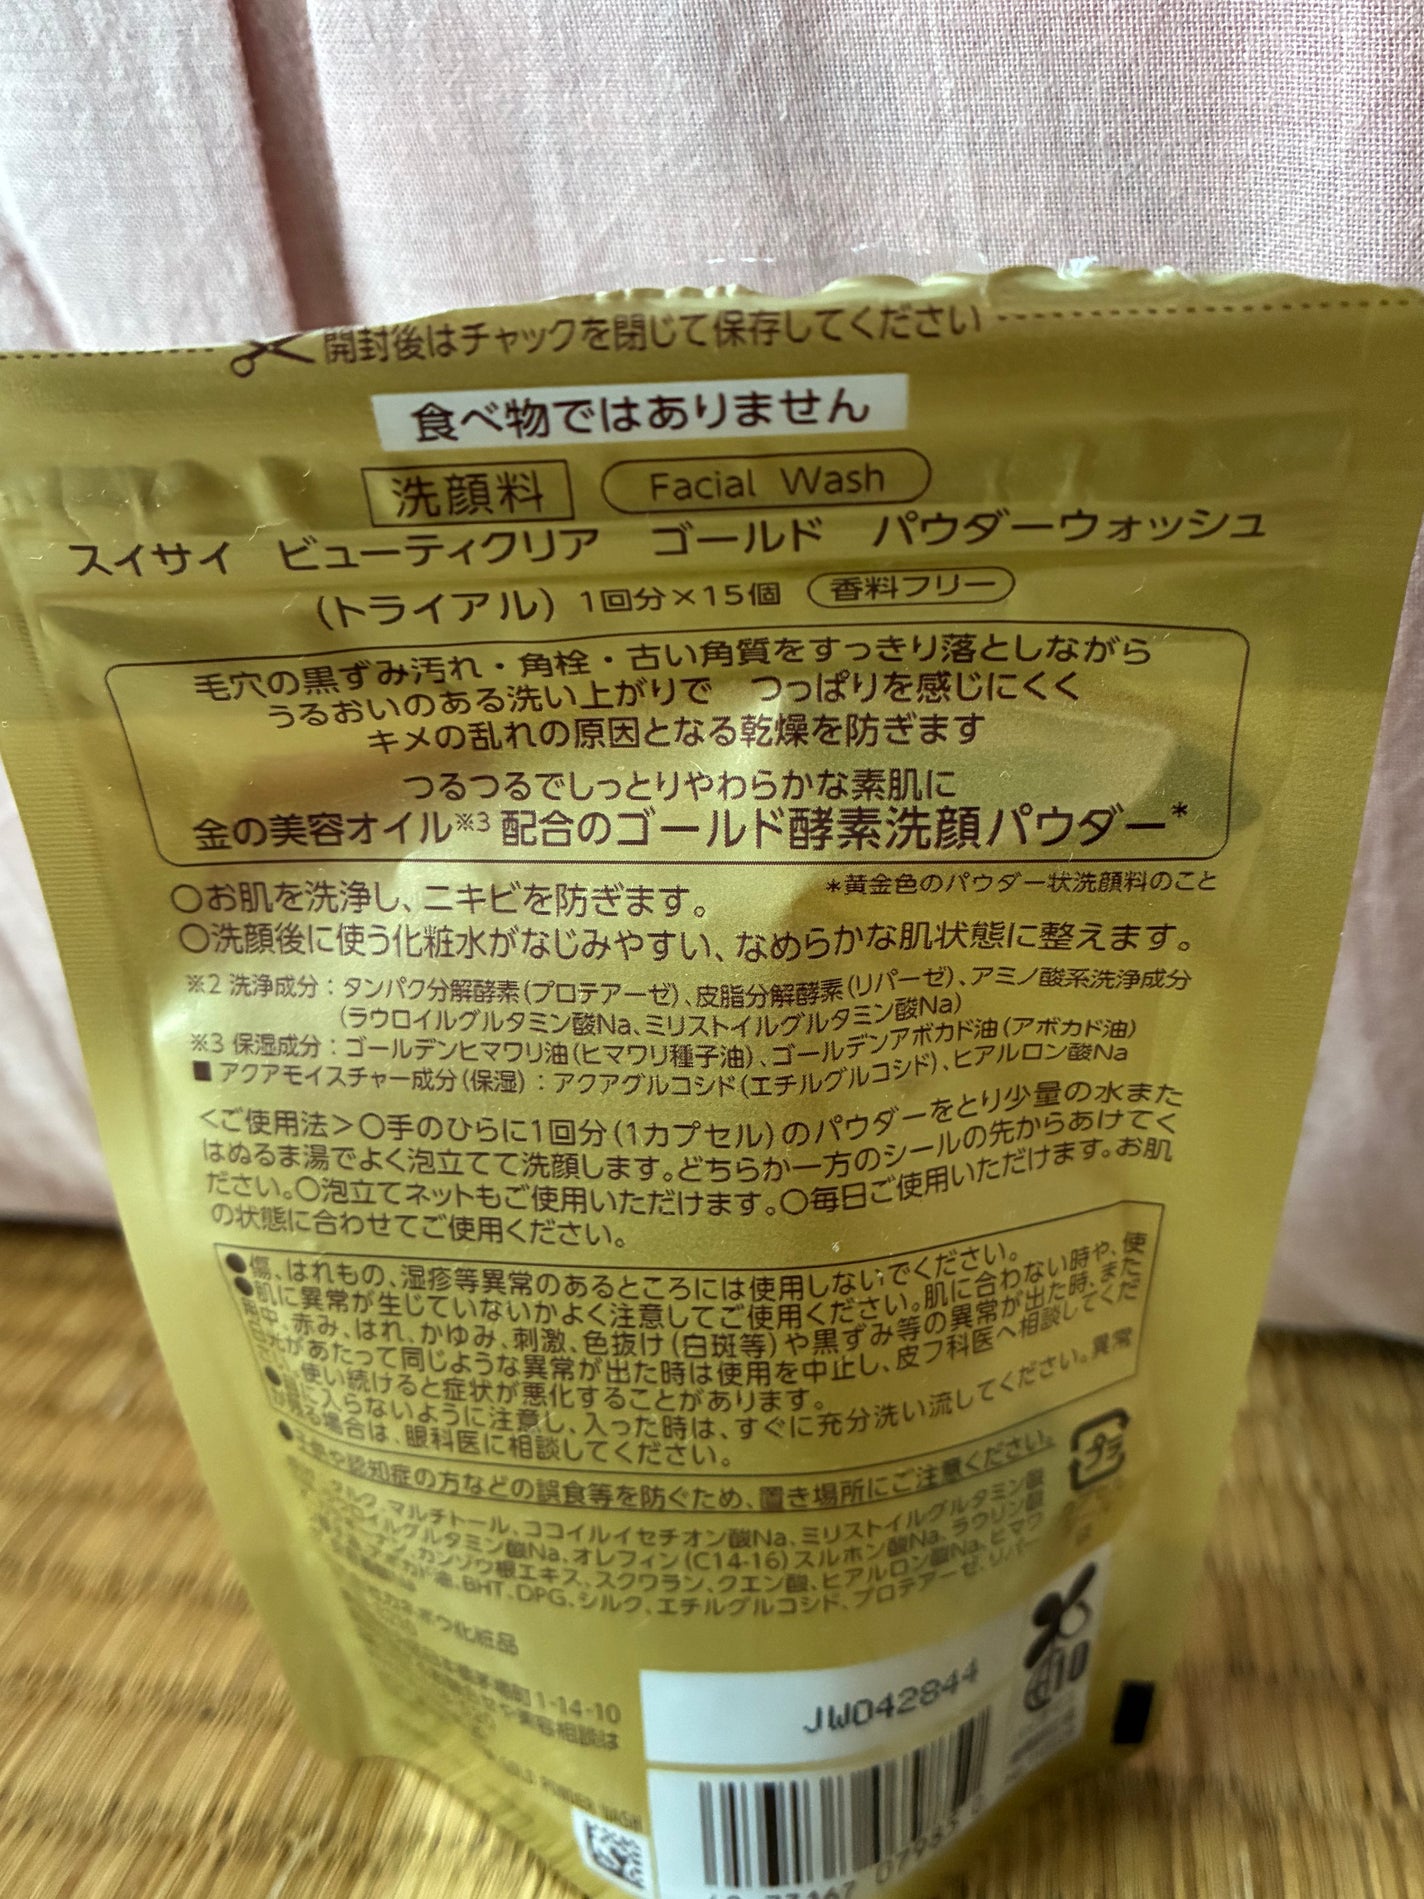 開封後はチャックを閉じて保存してください
食べ物ではありません
洗顔料 Facial Wash
スイサイ ビューティクリア ゴールド パウダーウォッシュ
(トライアル) 1回分×15個 香料フリー
毛穴の黒ずみ汚れ・角栓・古い角質をすっきり落としながら
うるおいのある洗い上がりで つっぱりを感じにくく
キメの乱れの原因となる乾燥を防ぎます
つるつるでしっとりやわらかな素肌に
金の美容オイル※3配合のゴールド酵素洗顔パウダー*
*黄金色のパウダー状洗顔料のこと
○お肌を洗浄し、ニキビを防ぎます。
○洗顔後に使う化粧水がなじみやすい、なめらかな肌状態に整えます。
※2 洗浄成分：タンパク分解酵素(プロテアーゼ)、皮脂分解酵素(リパーゼ)、アミノ酸系洗浄成分
(ラウロイルグルタミン酸Na、ミリストイルグルタミン酸Na)
※3 保湿成分：ゴールデンヒマワリ油(ヒマワリ種子油)、ゴールデンアボカド油(アボカド油)
■アクアモイスチャー成分(保湿)：アクアグルコシド(エチルグルコシド)、ヒアルロン酸Na
＜ご使用法＞○手のひらに1回分(1カプセル)のパウダーをとり少量の水また
はぬるま湯でよく泡立てて洗顔します。どちらか一方のシールの先からあけてく
ださい。○泡立てネットもご使用いただけます。○毎日ご使用いただけます。お肌
の状態に合わせてご使用ください。
●傷、はれもの、湿疹等異常のあるところには使用しないでください。
●肌に異常が生じていないかよく注意してご使用ください。肌に合わない時や、使
用中、赤み、はれ、かゆみ、刺激、色抜け(白斑等)や黒ずみ等の異常が出た時、また
日光があたって同じような異常が出た時は使用を中止し、皮フ科医へ相談してくだ
使い続けると症状が悪化することがあります。
に入らないように注意し、入った時は、すぐに充分洗い流してください。異常
残る場合は、眼科医に相談してください。
や認知症の方などの誤食等を防ぐため、置き場所にご注意ください。
プラ
タルク、マルチトール、ココイルイセチオン酸Na、ミリストイルグルタミン酸
ラウロイルグルタミン酸Na、オレフィン(C14-16)スルホン酸Na、ラウリン酸
カンゾウ根エキス、スクワラン、クエン酸、ヒアルロン酸Na、ヒマワ
アボカド油、BHT、DPG、シルク、エチルグルコシド、プロテアーゼ、リパー
カネボウ化粧品
1-14-10
JW042844